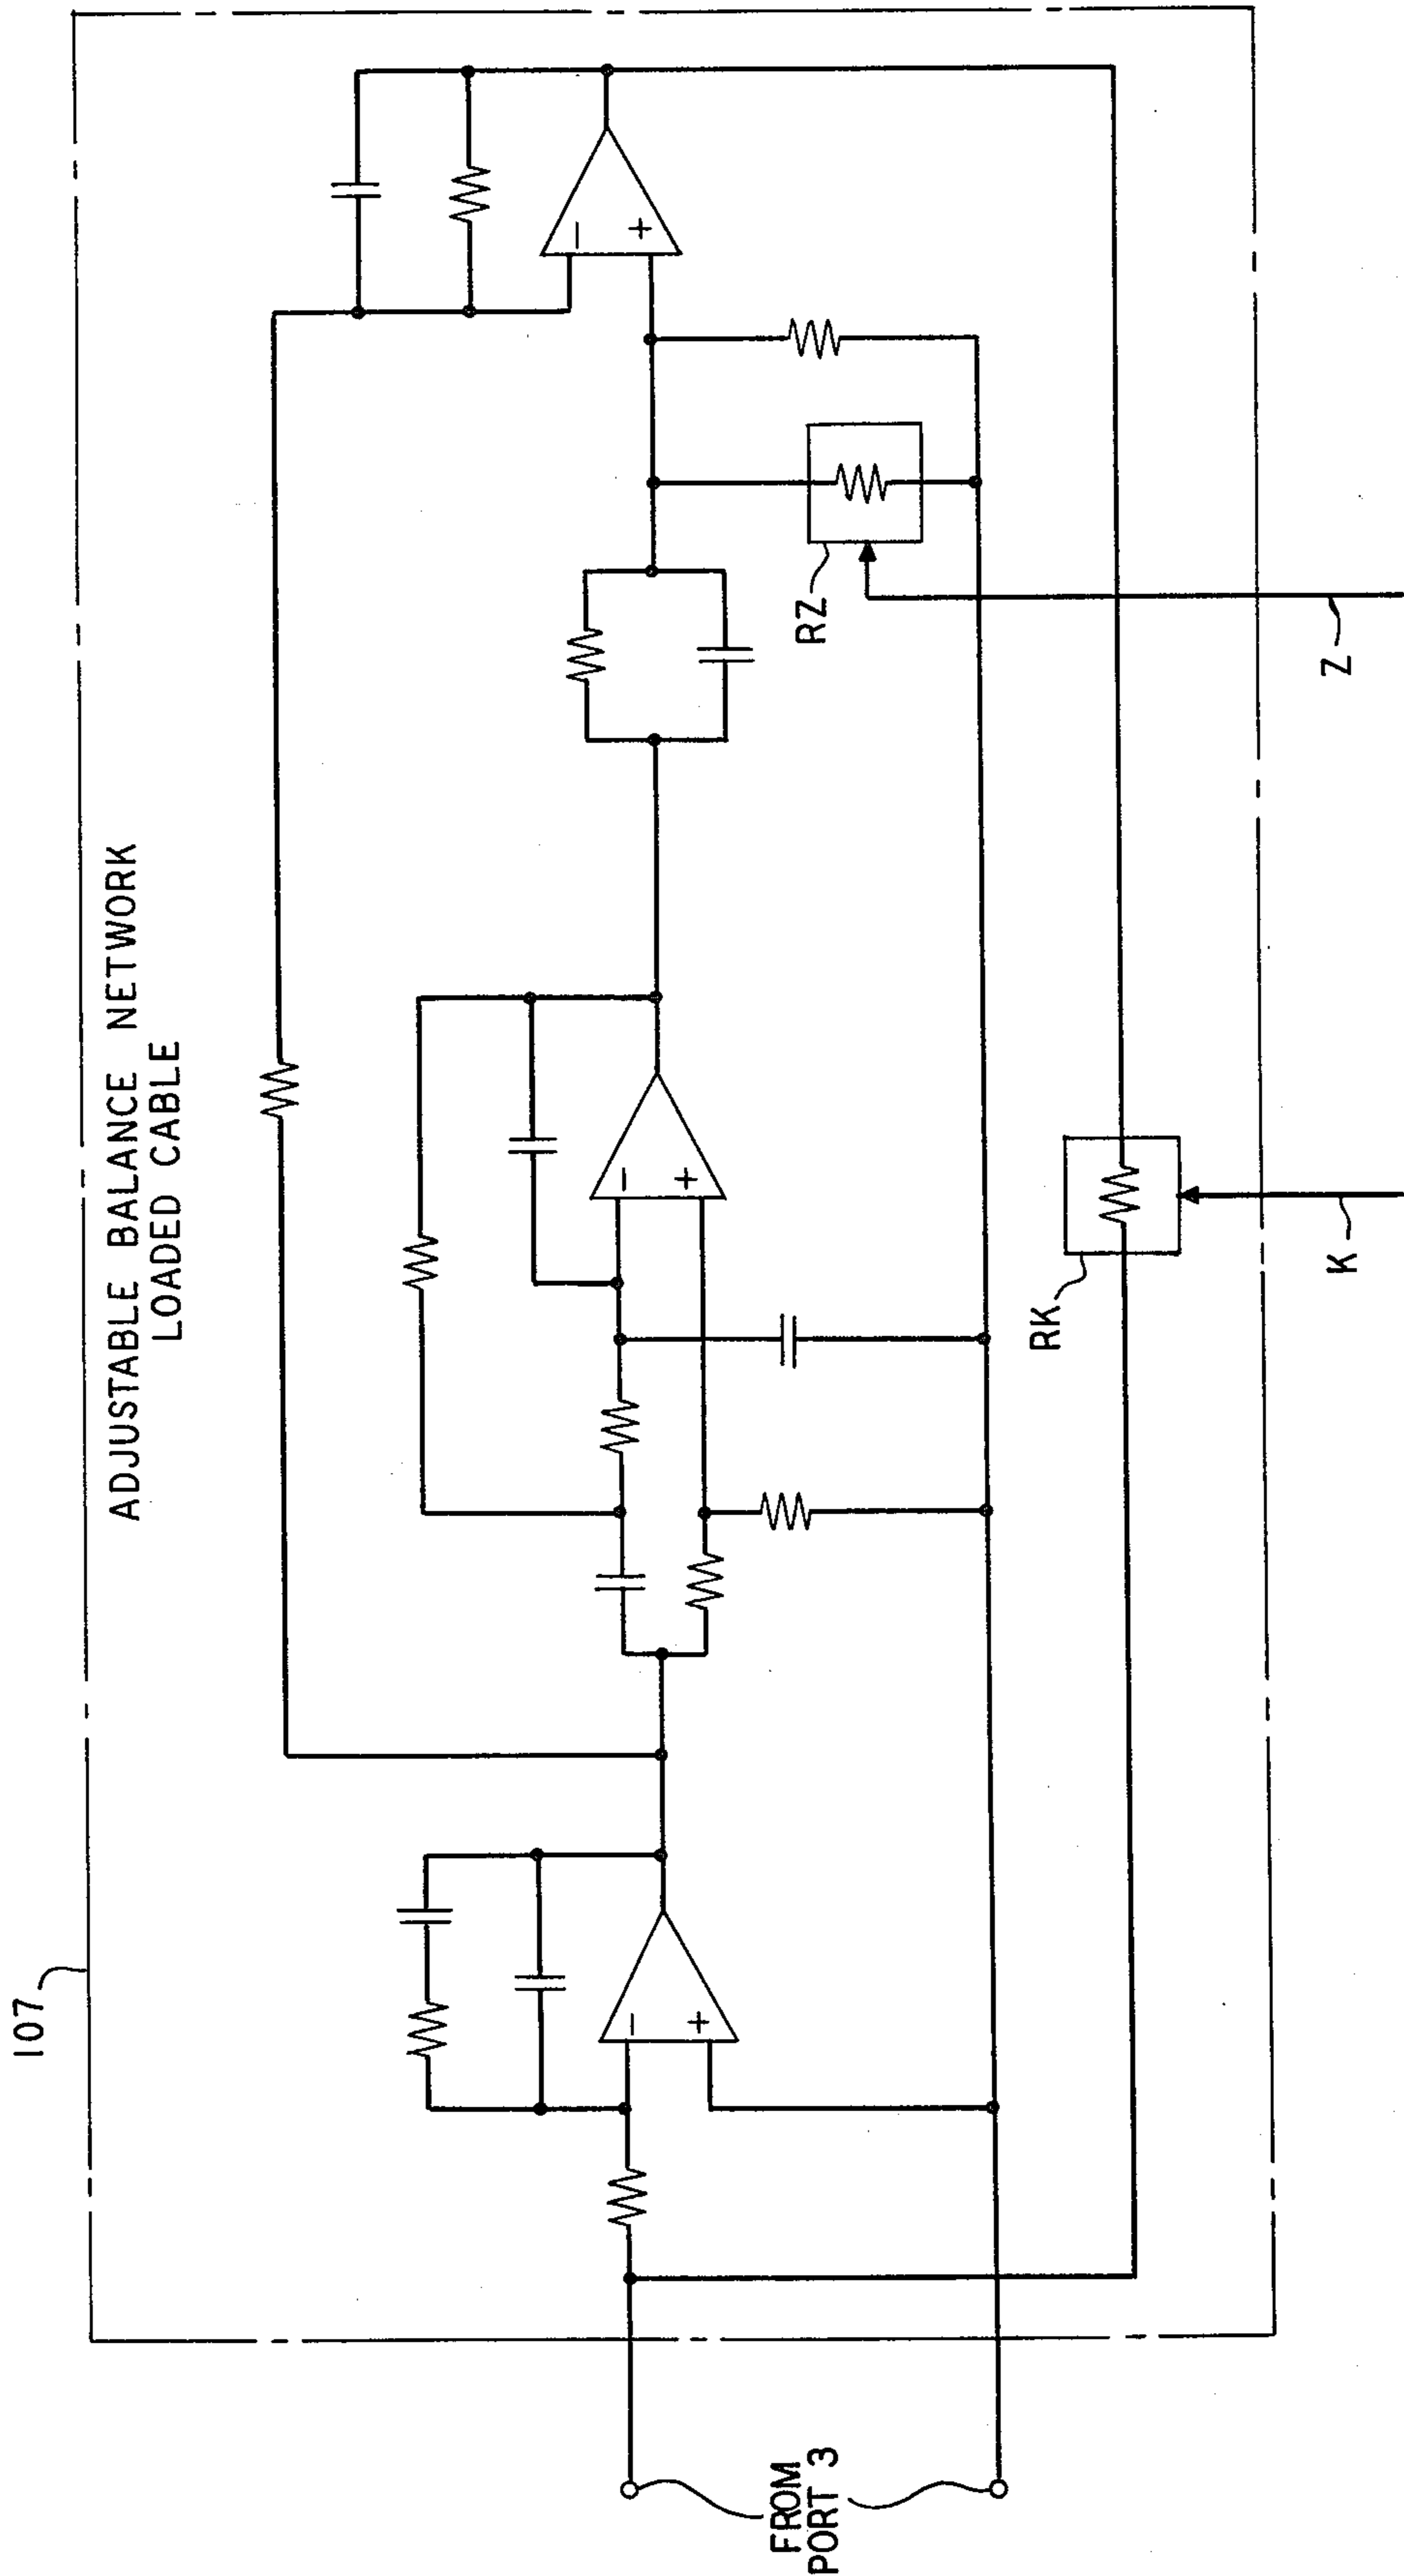 107
ADJUSTABLE BALANCE NETWORK
LOADED CABLE
−
+
−
+
−
+
RZ
RK
FROM
PORT 3
K
Z